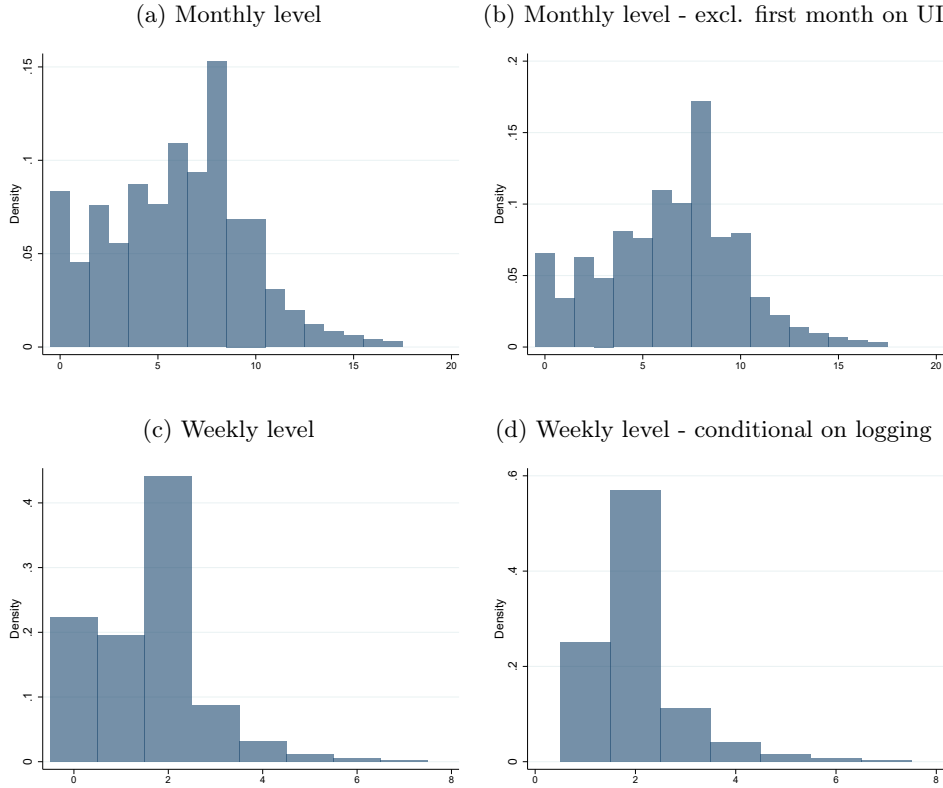 (a) Monthly level
(b) Monthly level - excl. first month on UI
Density
0 .05 .1 .15
0 5 10 15 20
Density
0 .05 .1 .15 .2
0 5 10 15 20
(c) Weekly level
(d) Weekly level - conditional on logging
Density
0 .1 .2 .3 .4
0 2 4 6 8
Density
0 .2 .4 .6
0 2 4 6 8